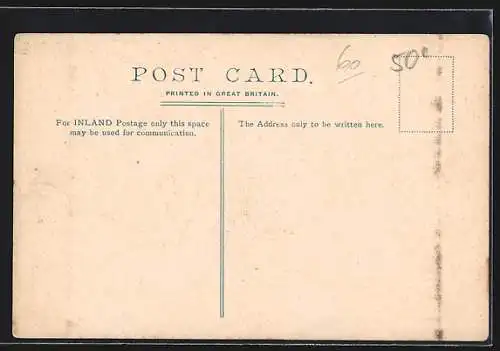 60
50c
POST CARD.
PRINTED IN GREAT BRITAIN.
For INLAND Postage only this space
may be used for communication.
The Address only to be written here.